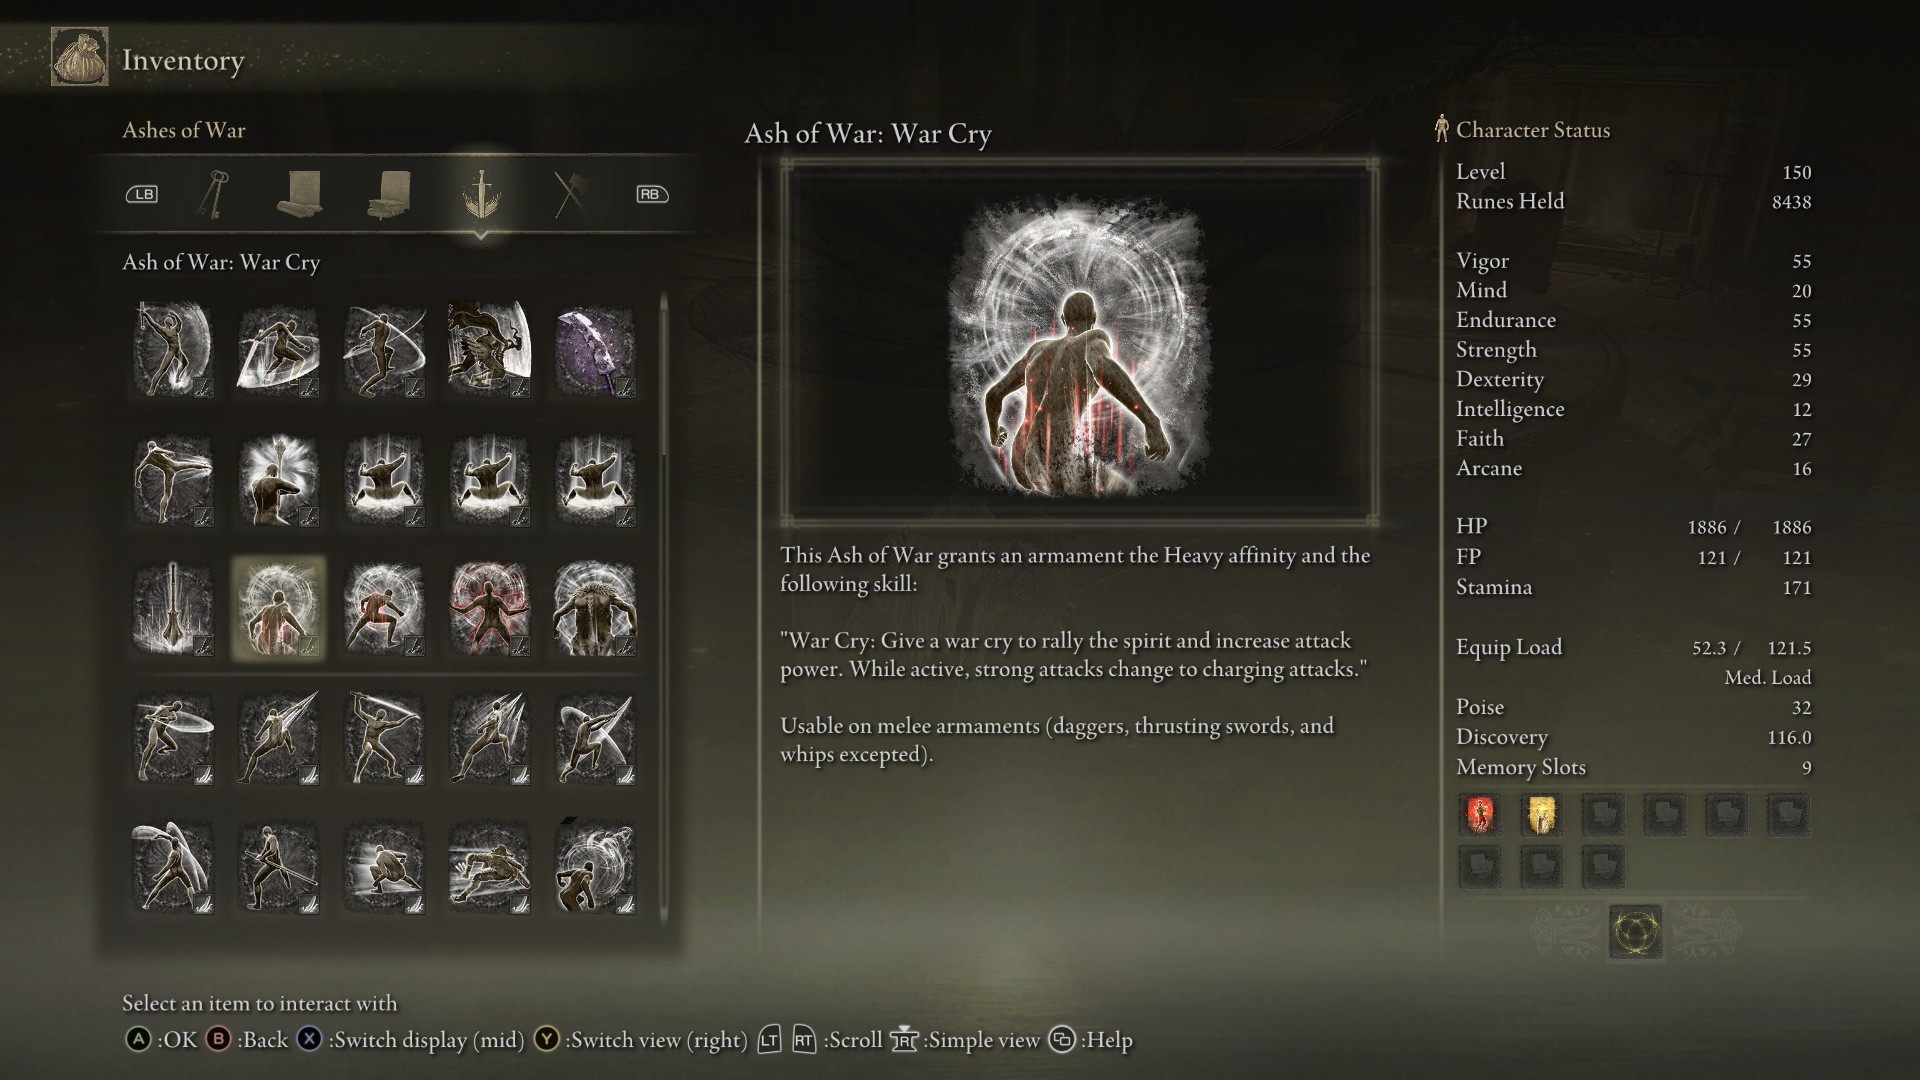 Inventory
Ashes of War
LB
RB
Ash of War: War Cry
Ash of War: War Cry
This Ash of War grants an armament the Heavy affinity and the
following skill:
"War Cry: Give a war cry to rally the spirit and increase attack
power. While active, strong attacks change to charging attacks."
Usable on melee armaments (daggers, thrusting swords, and
whips excepted).
Character Status
Level 150
Runes Held 8438
Vigor 55
Mind 20
Endurance 55
Strength 55
Dexterity 29
Intelligence 12
Faith 27
Arcane 16
HP 1886 / 1886
FP 121 / 121
Stamina 171
Equip Load 52.3 / 121.5
Med. Load
Poise 32
Discovery 116.0
Memory Slots 9
Select an item to interact with
A :OK B :Back X :Switch display (mid) Y :Switch view (right) LT RT :Scroll R :Simple view :Help